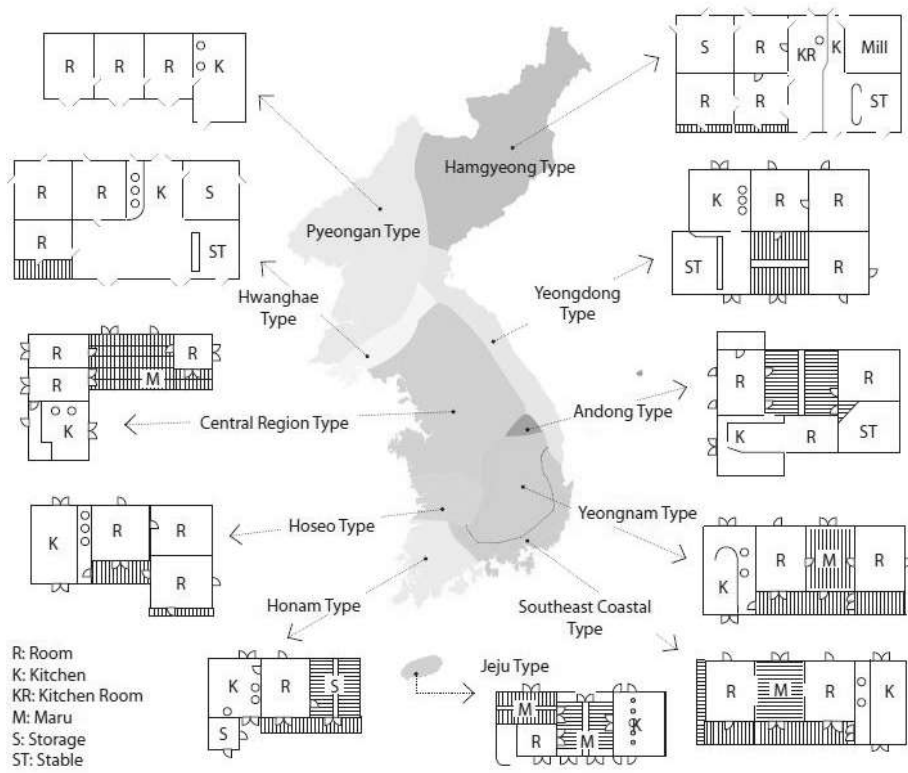 R R R K
S R KR K Mill
R R ST
Hamgyeong Type
Pyeongan Type
R R K S
R ST
K R R
ST R
Hwanghae
Type
Yeongdong
Type
R R
R M
K
R R
K R ST
Central Region Type
Andong Type
Hoseo Type
Yeongnam Type
K R R
R
R M R
K
Honam Type
Southeast Coastal
Type
R: Room
K: Kitchen
KR: Kitchen Room
M: Maru
S: Storage
ST: Stable
K R S
S
Jeju Type
M K
R M
R M R K